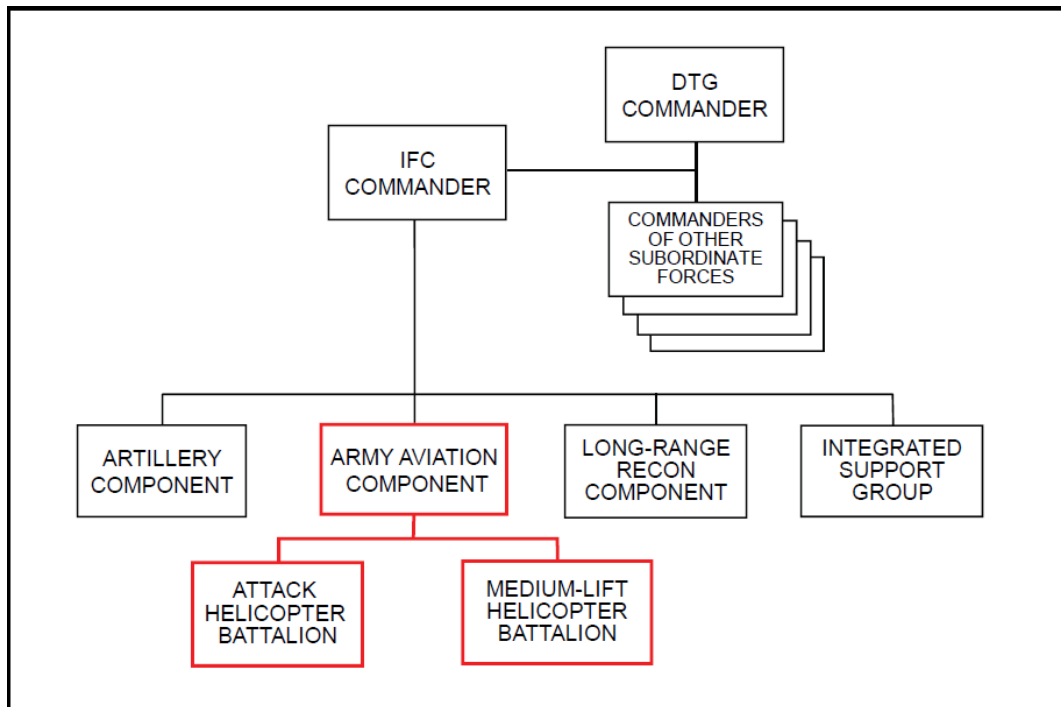 DTG
COMMANDER
IFC
COMMANDER
COMMANDERS
OF OTHER
SUBORDINATE
FORCES
ARTILLERY
COMPONENT
ARMY AVIATION
COMPONENT
LONG-RANGE
RECON
COMPONENT
INTEGRATED
SUPPORT
GROUP
ATTACK
HELICOPTER
BATTALION
MEDIUM-LIFT
HELICOPTER
BATTALION